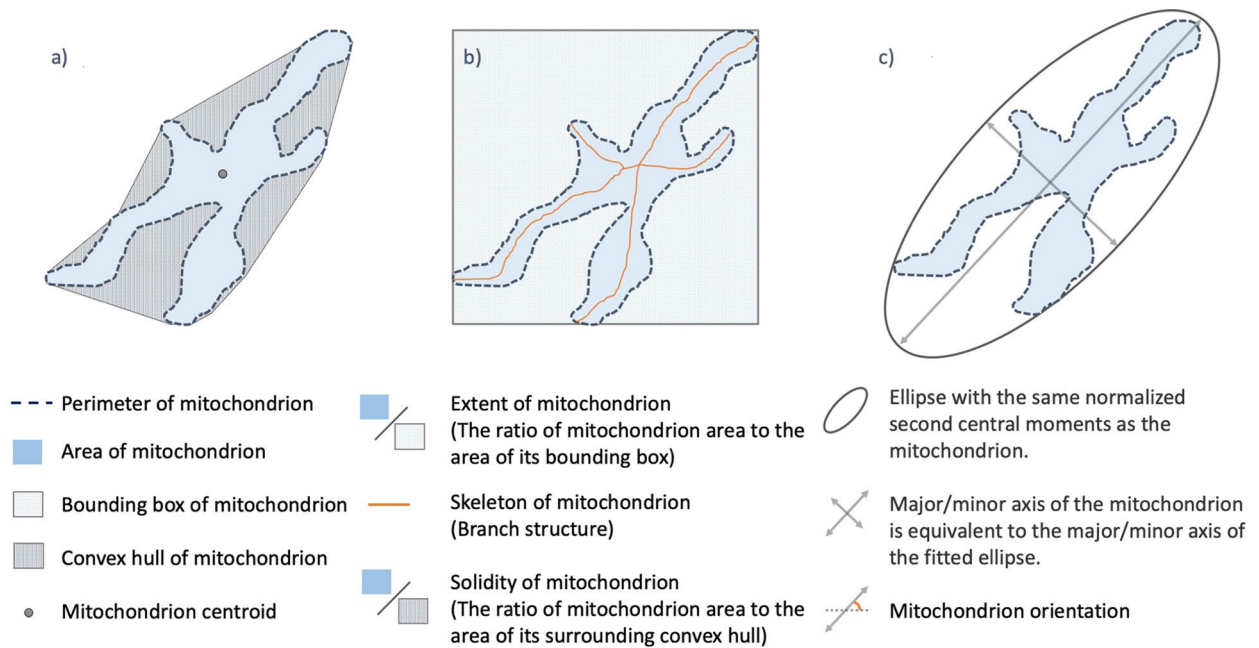 a)
b)
c)
Perimeter of mitochondrion
Area of mitochondrion
Bounding box of mitochondrion
Convex hull of mitochondrion
Mitochondrion centroid
Extent of mitochondrion
(The ratio of mitochondrion area to the
area of its bounding box)
Skeleton of mitochondrion
(Branch structure)
Solidity of mitochondrion
(The ratio of mitochondrion area to the
area of its surrounding convex hull)
Ellipse with the same normalized
second central moments as the
mitochondrion.
Major/minor axis of the mitochondrion
is equivalent to the major/minor axis of
the fitted ellipse.
Mitochondrion orientation